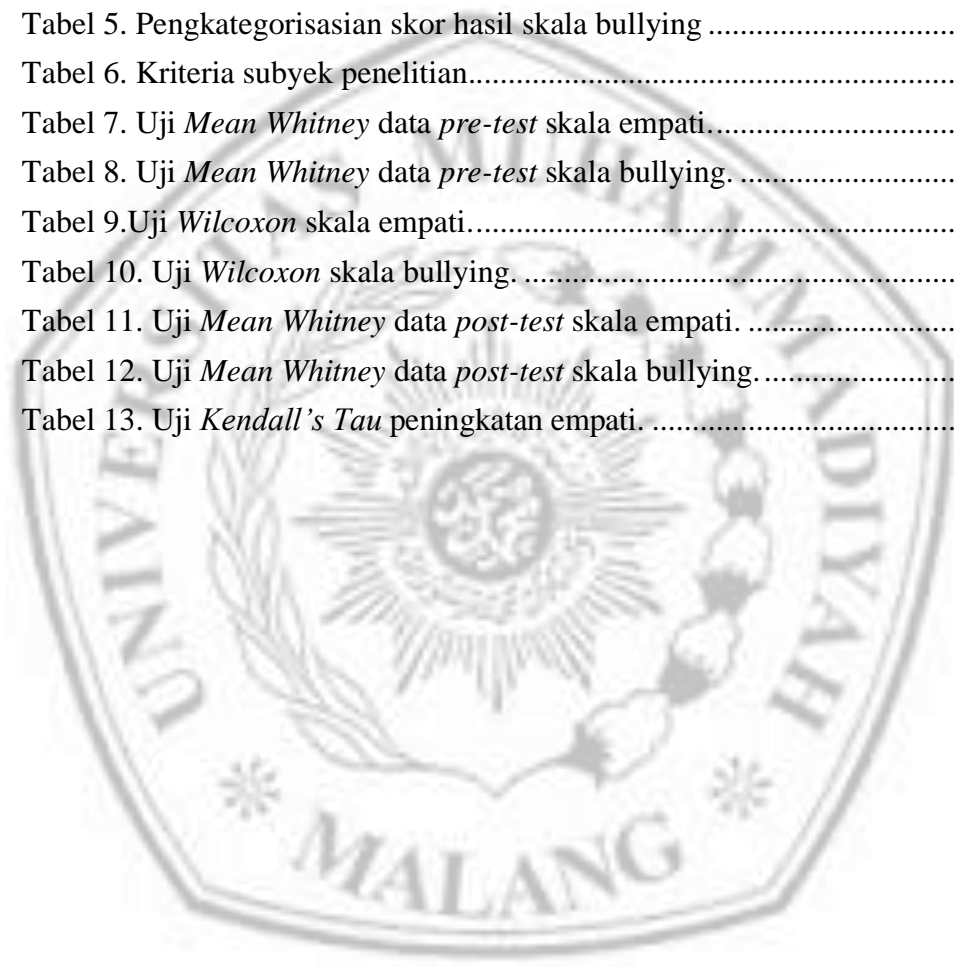 Tabel 5. Pengkategorisasian skor hasil skala bullying ................................
Tabel 6. Kriteria subyek penelitian................................................................
Tabel 7. Uji Mean Whitney data pre-test skala empati................................
Tabel 8. Uji Mean Whitney data pre-test skala bullying. ............................
Tabel 9.Uji Wilcoxon skala empati................................................................
Tabel 10. Uji Wilcoxon skala bullying. ........................................................
Tabel 11. Uji Mean Whitney data post-test skala empati. ...........................
Tabel 12. Uji Mean Whitney data post-test skala bullying. .........................
Tabel 13. Uji Kendall’s Tau peningkatan empati. ........................................
UNIVERSITAS MUHAMMADIYAH
MALANG